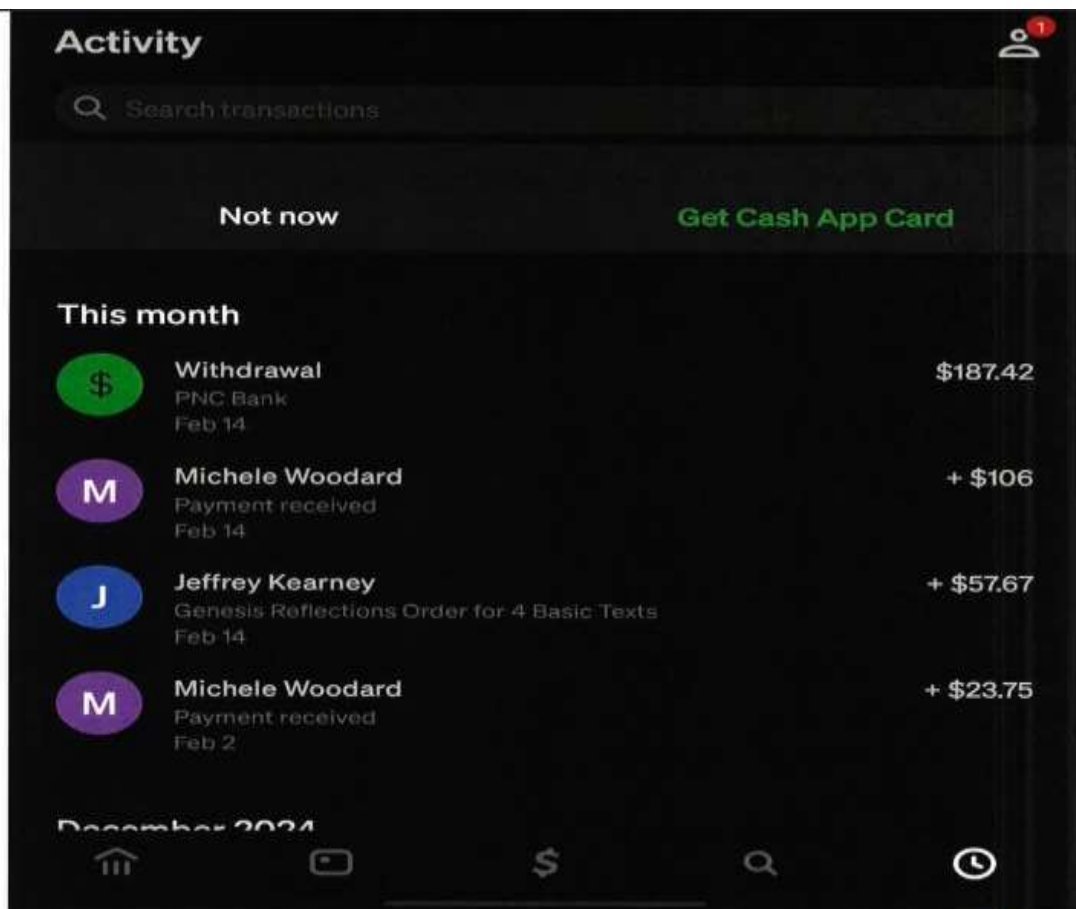 Activity
1
Search transactions
Not now
Get Cash App Card
This month
$
Withdrawal
$187.42
PNC Bank
Feb 14
M
Michele Woodard
+ $106
Payment received
Feb 14
J
Jeffrey Kearney
+ $57.67
Genesis Reflections Order for 4 Basic Texts
Feb 14
M
Michele Woodard
+ $23.75
Payment received
Feb 2
December 2024
$